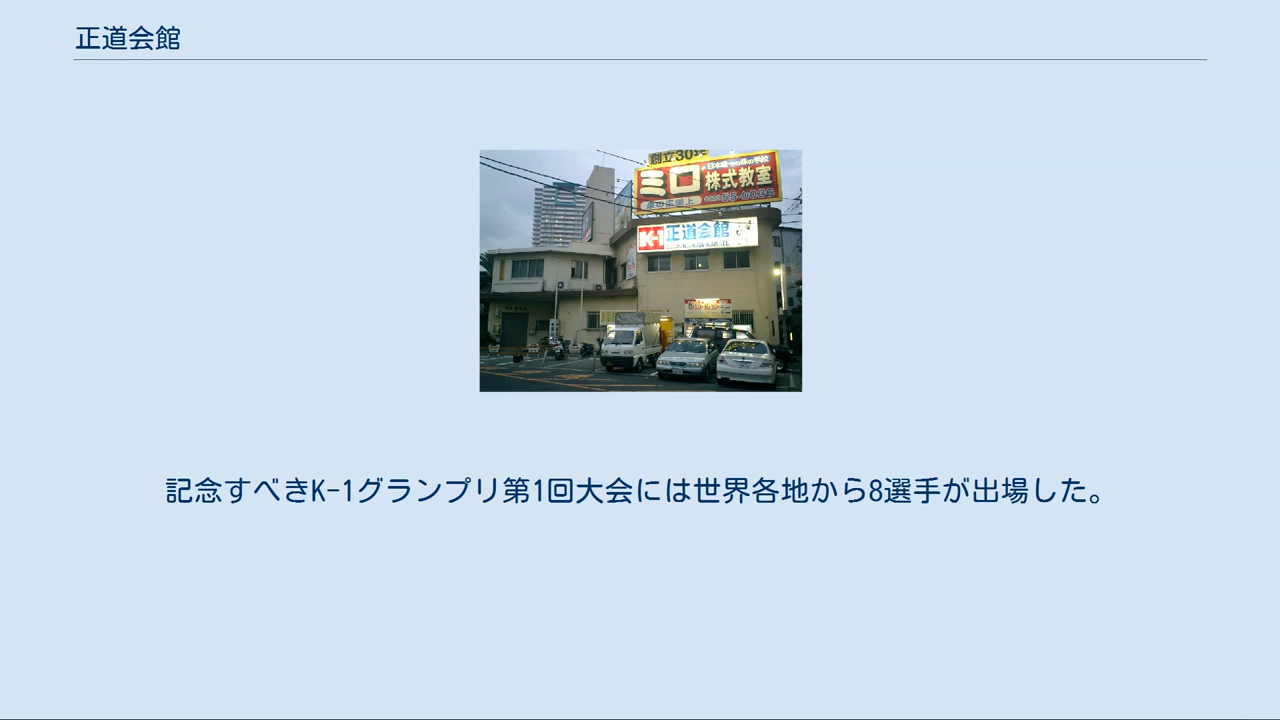 正道会館
創立30年
ミロ
株式教室
55-0036
K-1
正道会館
記念すべきK-1グランプリ第1回大会には世界各地から8選手が出場した。